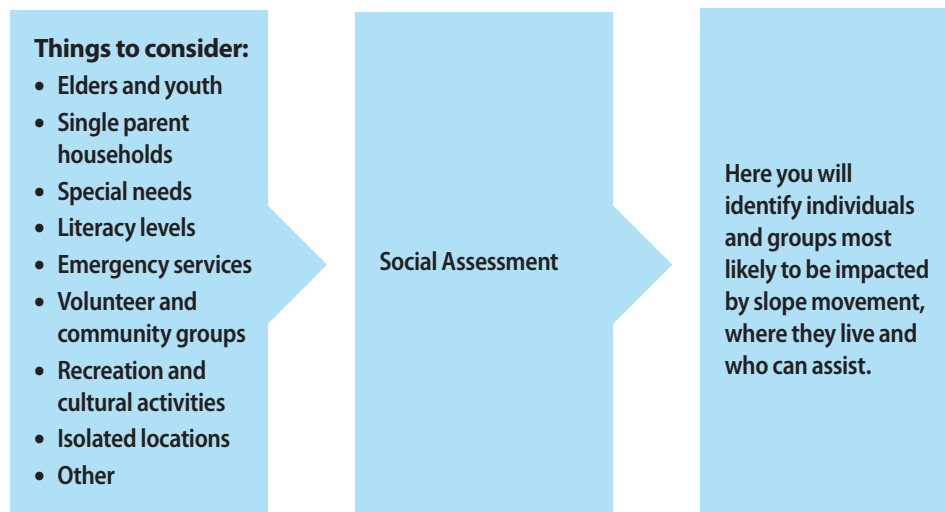 Things to consider:
• Elders and youth
• Single parent
households
• Special needs
• Literacy levels
• Emergency services
• Volunteer and
community groups
• Recreation and
cultural activities
• Isolated locations
• Other
Social Assessment
Here you will
identify individuals
and groups most
likely to be impacted
by slope movement,
where they live and
who can assist.